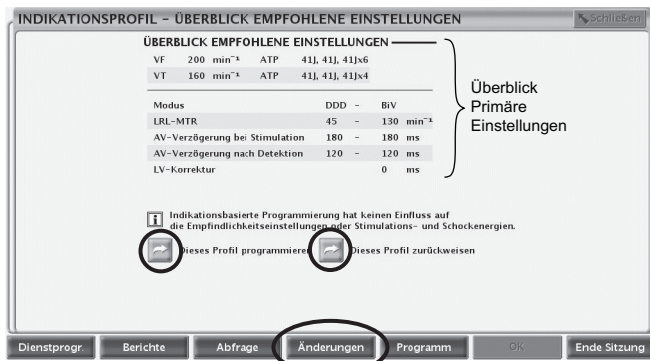 INDIKATIONSPROFIL – ÜBERBLICK EMPFOHLENE EINSTELLUNGEN
Schließen
ÜBERBLICK EMPFOHLENE EINSTELLUNGEN
VF 200 min⁻¹ ATP 41J, 41J, 41Jx6
VT 160 min⁻¹ ATP 41J, 41J, 41Jx4
Modus DDD – BiV
LRL-MTR 45 – 130 min⁻¹
AV-Verzögerung bei Stimulation 180 – 180 ms
AV-Verzögerung nach Detektion 120 – 120 ms
LV-Korrektur 0 ms
Überblick
Primäre
Einstellungen
i Indikationsbasierte Programmierung hat keinen Einfluss auf
die Empfindlichkeitseinstellungen oder Stimulations- und Schockenergien.
Dieses Profil programmieren Dieses Profil zurückweisen
Dienstprogr. Berichte Abfrage Änderungen Programm OK Ende Sitzung